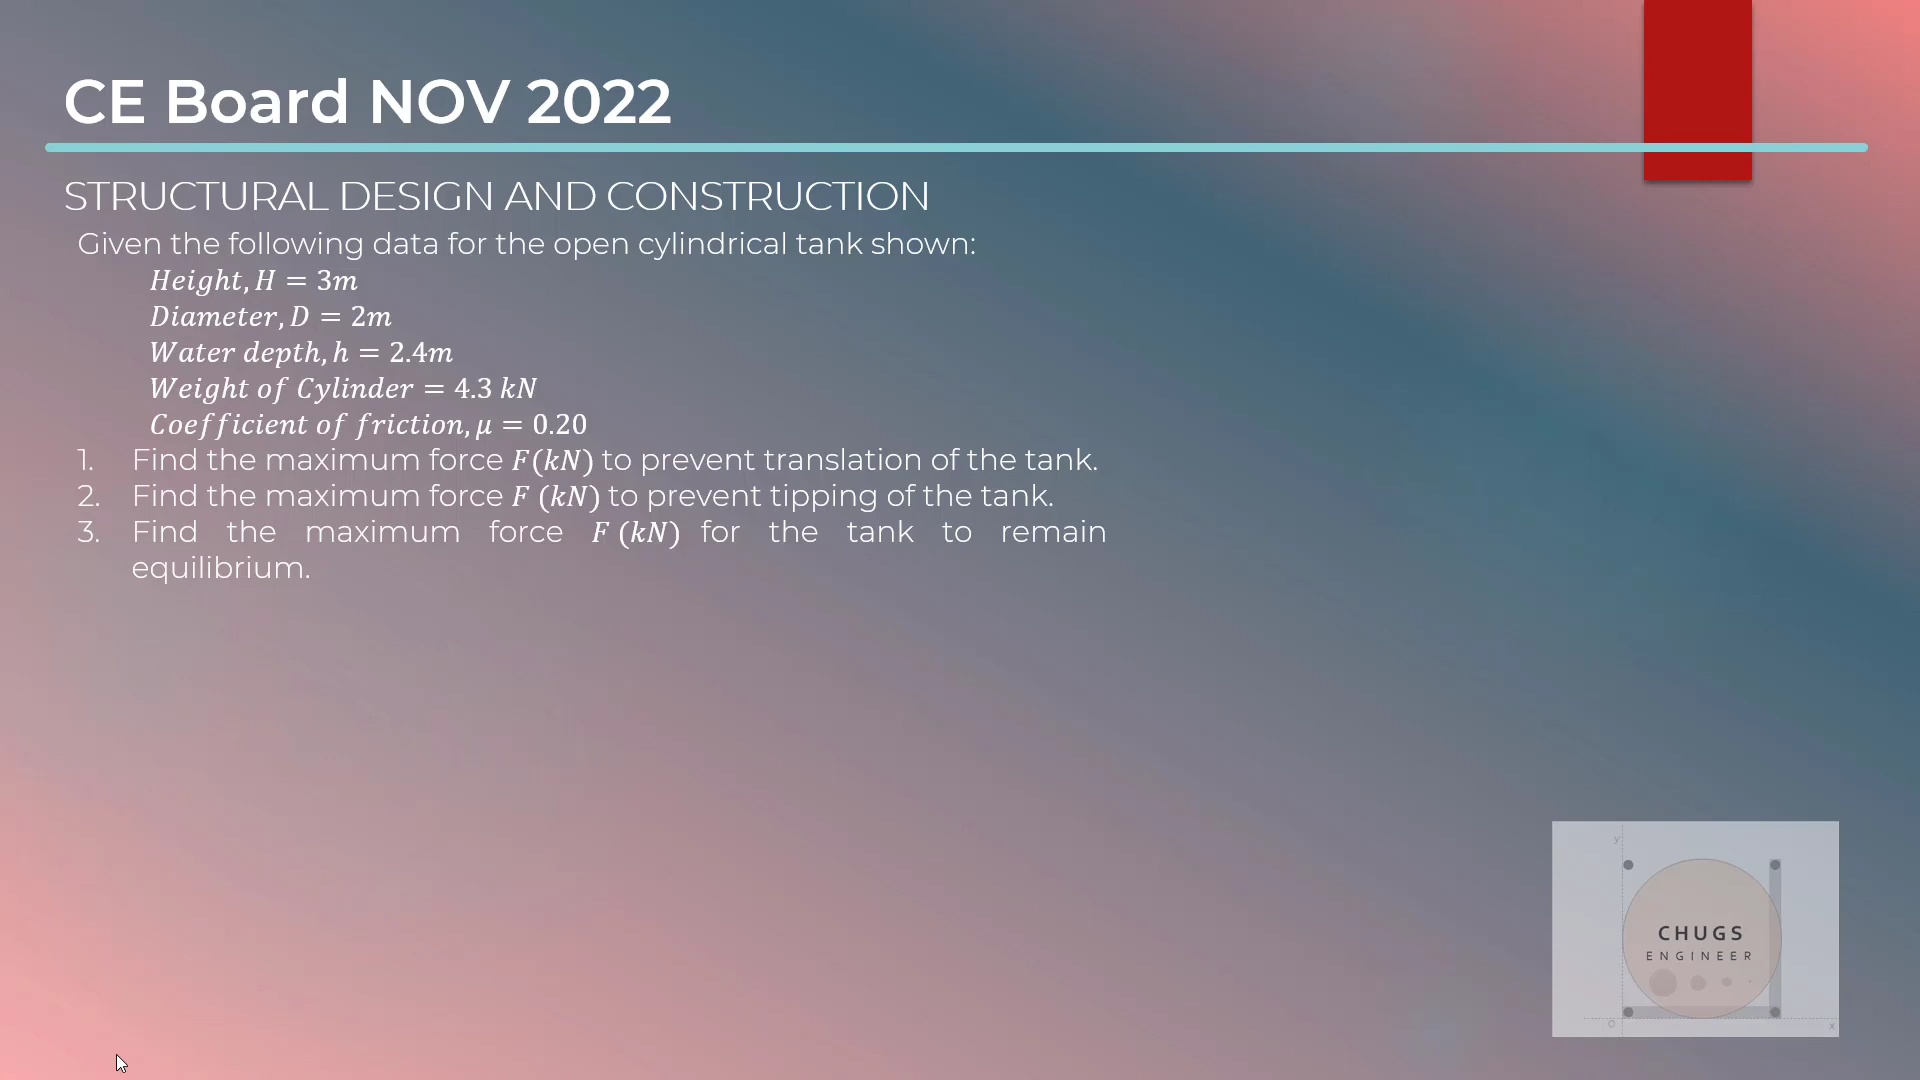 CE Board NOV 2022
STRUCTURAL DESIGN AND CONSTRUCTION
Given the following data for the open cylindrical tank shown:
Height, H = 3m
Diameter, D = 2m
Water depth, h = 2.4m
Weight of Cylinder = 4.3 kN
Coefficient of friction, μ = 0.20
1. Find the maximum force F(kN) to prevent translation of the tank.
2. Find the maximum force F (kN) to prevent tipping of the tank.
3. Find the maximum force F (kN) for the tank to remain
equilibrium.
y
CHUGS
ENGINEER
O
x